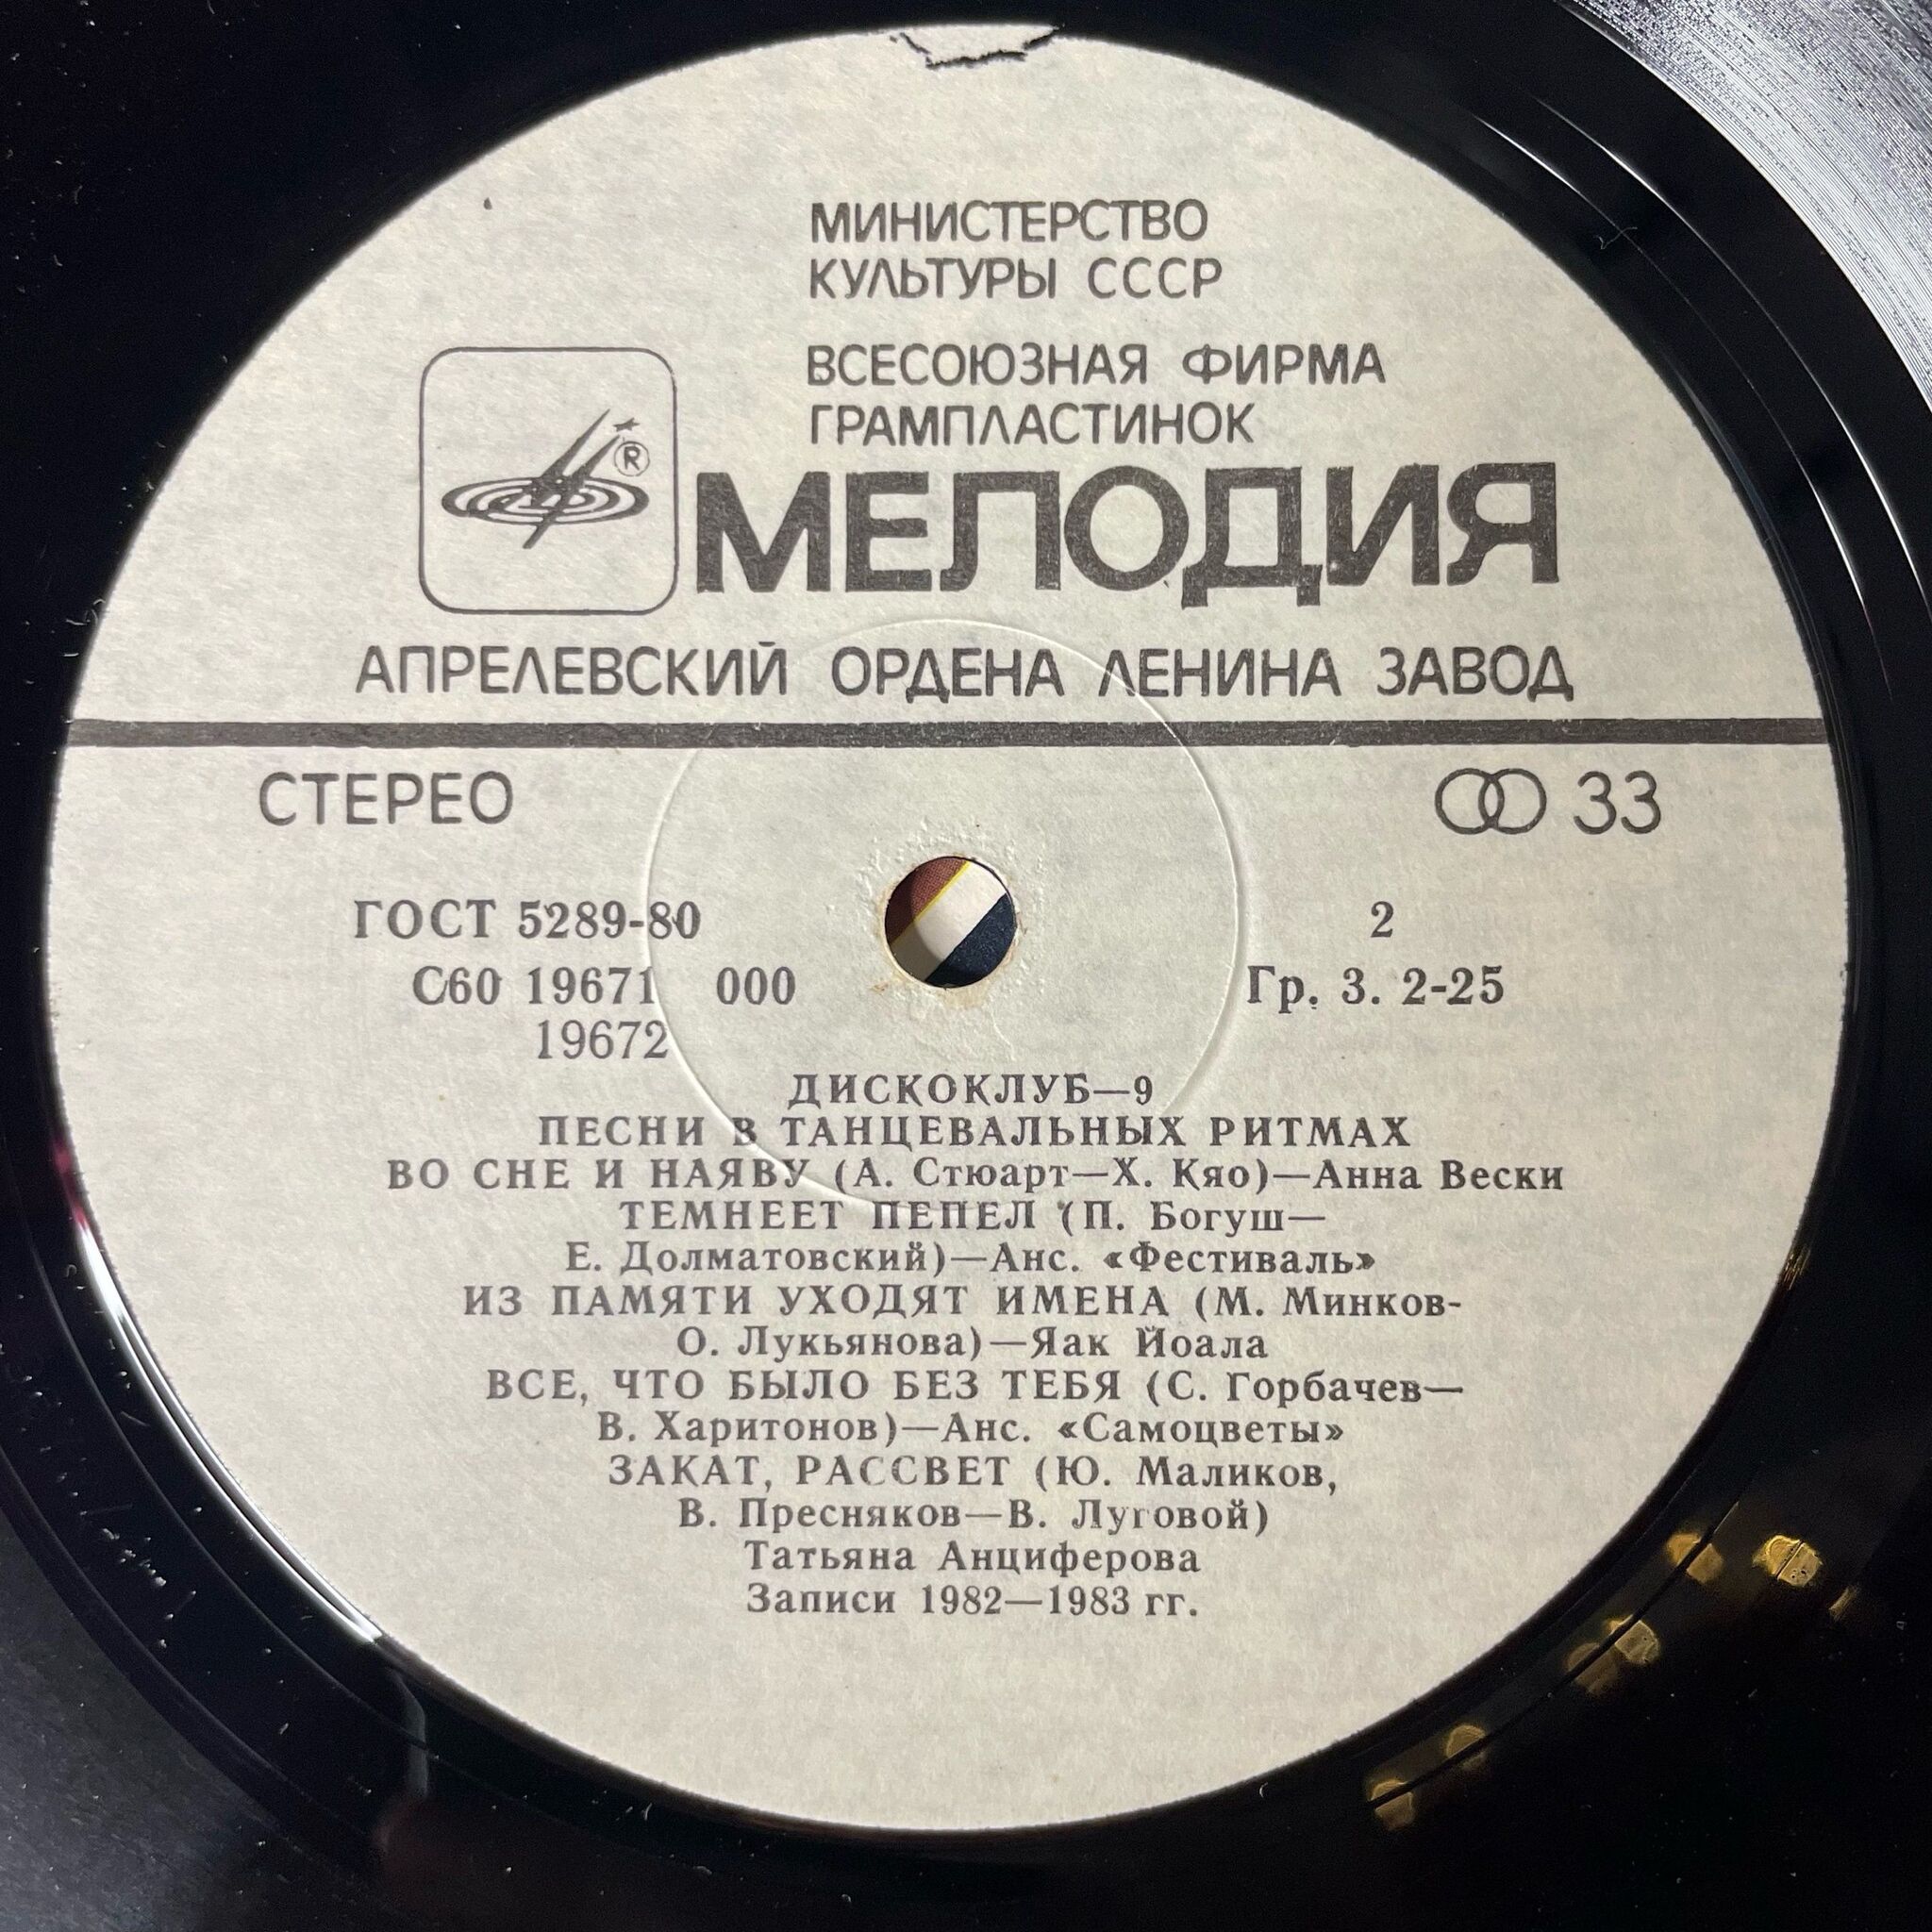 МИНИСТЕРСТВО
КУЛЬТУРЫ СССР
ВСЕСОЮЗНАЯ ФИРМА
ГРАМПЛАСТИНОК
®
МЕЛОДИЯ
АПРЕЛЕВСКИЙ ОРДЕНА ЛЕНИНА ЗАВОД
СТЕРЕО
33
ГОСТ 5289-80
2
С60 19671 000
Гр. 3. 2-25
19672
ДИСКОКЛУБ—9
ПЕСНИ В ТАНЦЕВАЛЬНЫХ РИТМАХ
ВО СНЕ И НАЯВУ (А. Стюарт—Х. Кяо)—Анна Вески
ТЕМНЕЕТ ПЕПЕЛ (П. Богуш—
Е. Долматовский)—Анс. «Фестиваль»
ИЗ ПАМЯТИ УХОДЯТ ИМЕНА (М. Минков-
О. Лукьянова)—Яак Йоала
ВСЕ, ЧТО БЫЛО БЕЗ ТЕБЯ (С. Горбачев—
В. Харитонов)—Анс. «Самоцветы»
ЗАКАТ, РАССВЕТ (Ю. Маликов,
В. Пресняков—В. Луговой)
Татьяна Анциферова
Записи 1982—1983 гг.